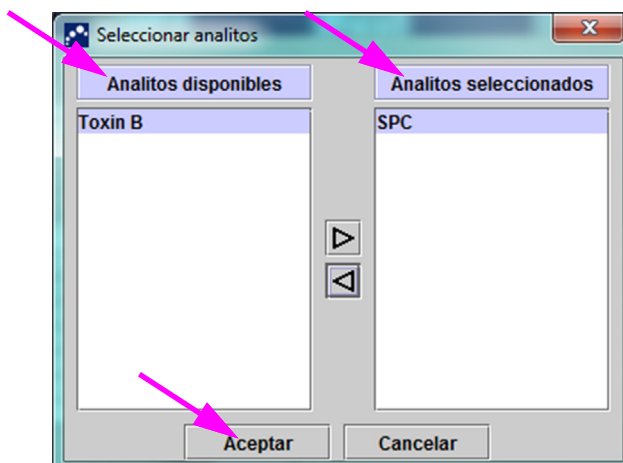 Seleccionar analitos
Analitos disponibles
Analitos seleccionados
Toxin B
SPC
Aceptar
Cancelar